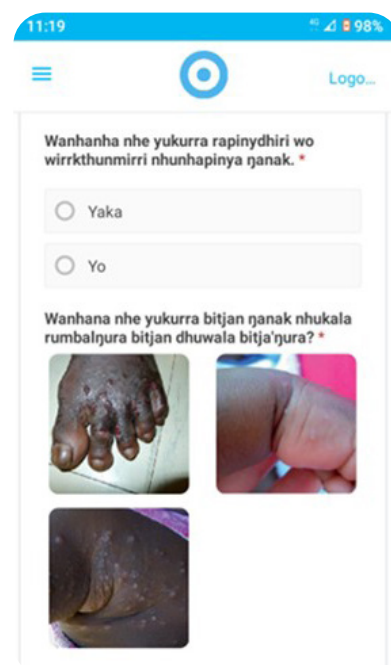 11:19
4G 98%
Logo...
Wanhanha nhe yukurra rapinydhiri wo
wirrkthunmirri nhunhapinya ŋanak. *
Yaka
Yo
Wanhana nhe yukurra bitjan ŋanak nhukala
rumbalŋura bitjan dhuwala bitja'ŋura? *